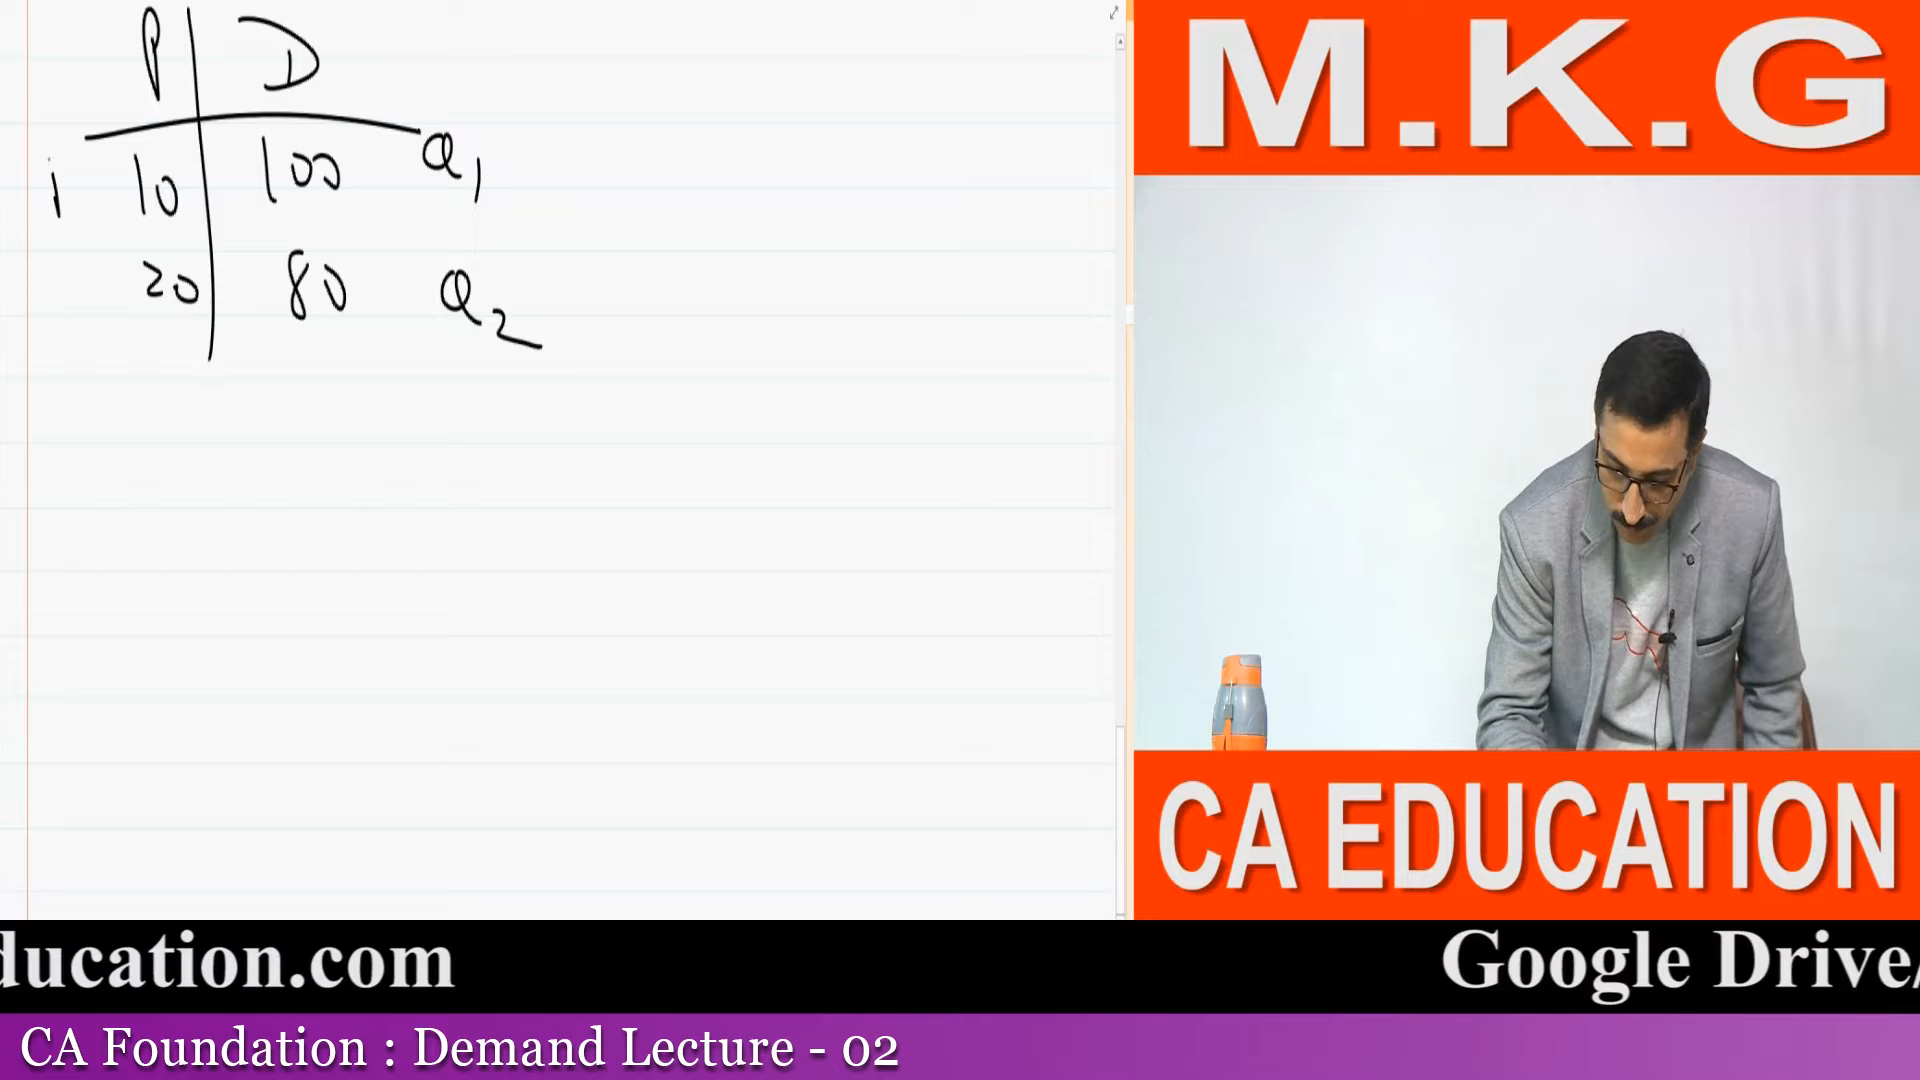 P D
i 10 100 Q1
20 80 Q2
M.K.G
CA EDUCATION
ducation.com
Google Drive/
CA Foundation : Demand Lecture - 02